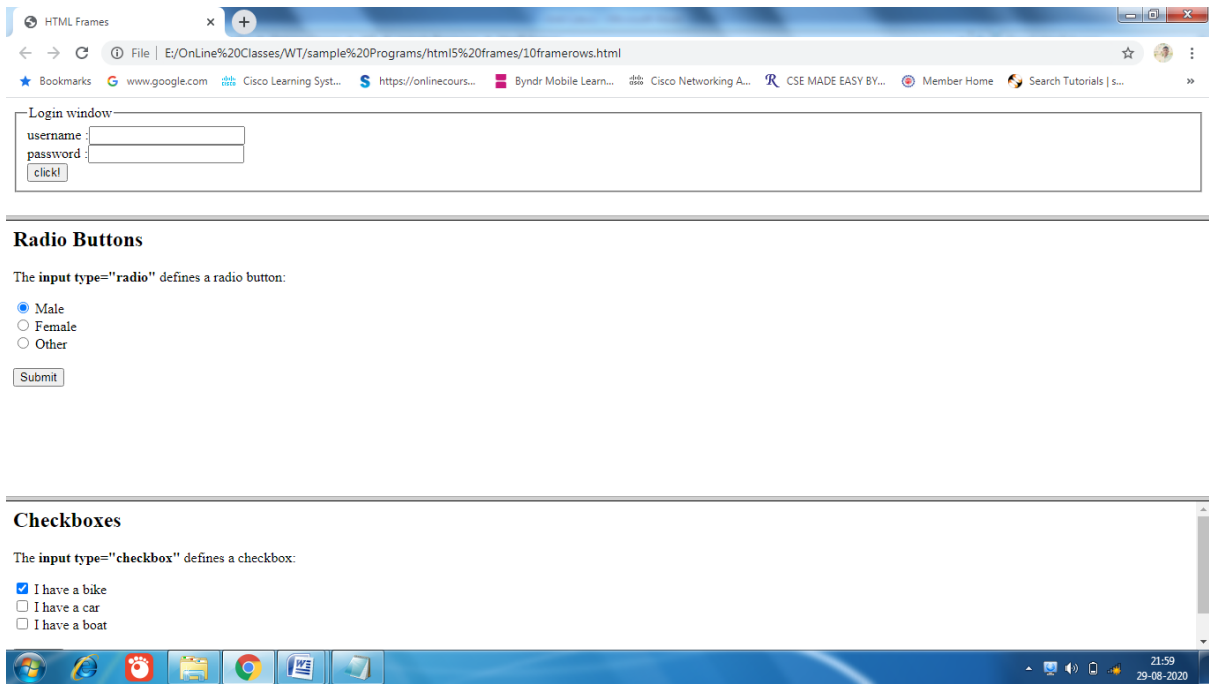 HTML Frames
File | E:/OnLine%20Classes/WT/sample%20Programs/html5%20frames/10framerows.html
Bookmarks www.google.com Cisco Learning Syst... https://onlinecours... Byndr Mobile Learn... Cisco Networking A... CSE MADE EASY BY... Member Home Search Tutorials | s... »
Login window
username :
password :
click!
Radio Buttons
The input type="radio" defines a radio button:
Male
Female
Other
Submit
Checkboxes
The input type="checkbox" defines a checkbox:
I have a bike
I have a car
I have a boat
21:59
29-08-2020